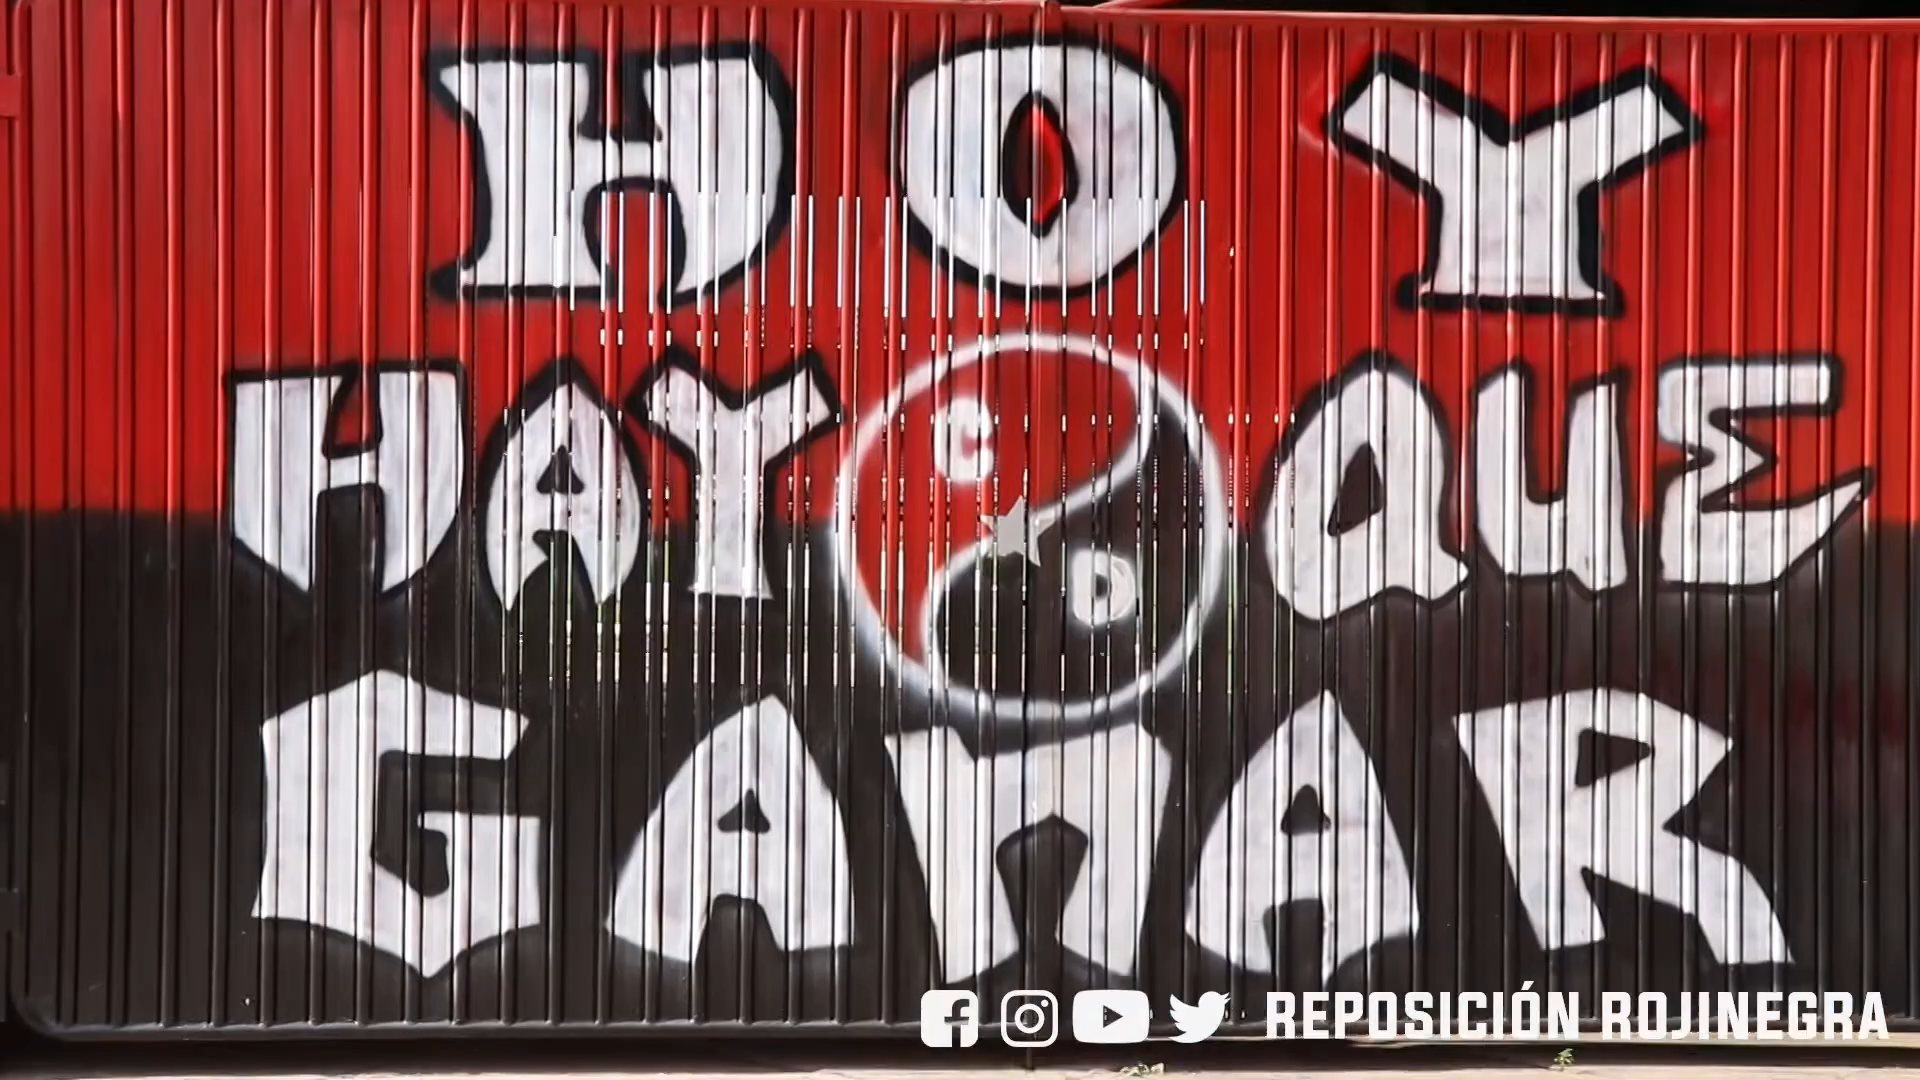 HOY
HAY QUE
C
D
GANAR
REPOSICIÓN ROJINEGRA